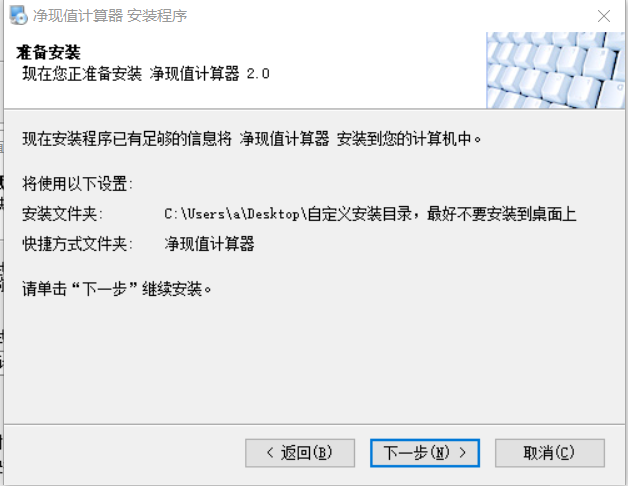 净现值计算器 安装程序
准备安装
现在您正准备安装 净现值计算器 2.0
现在安装程序已有足够的信息将 净现值计算器 安装到您的计算机中。
将使用以下设置:
安装文件夹: C:\Users\a\Desktop\自定义安装目录，最好不要安装到桌面上
快捷方式文件夹: 净现值计算器
请单击“下一步”继续安装。
< 返回(B) 下一步(N) > 取消(C)